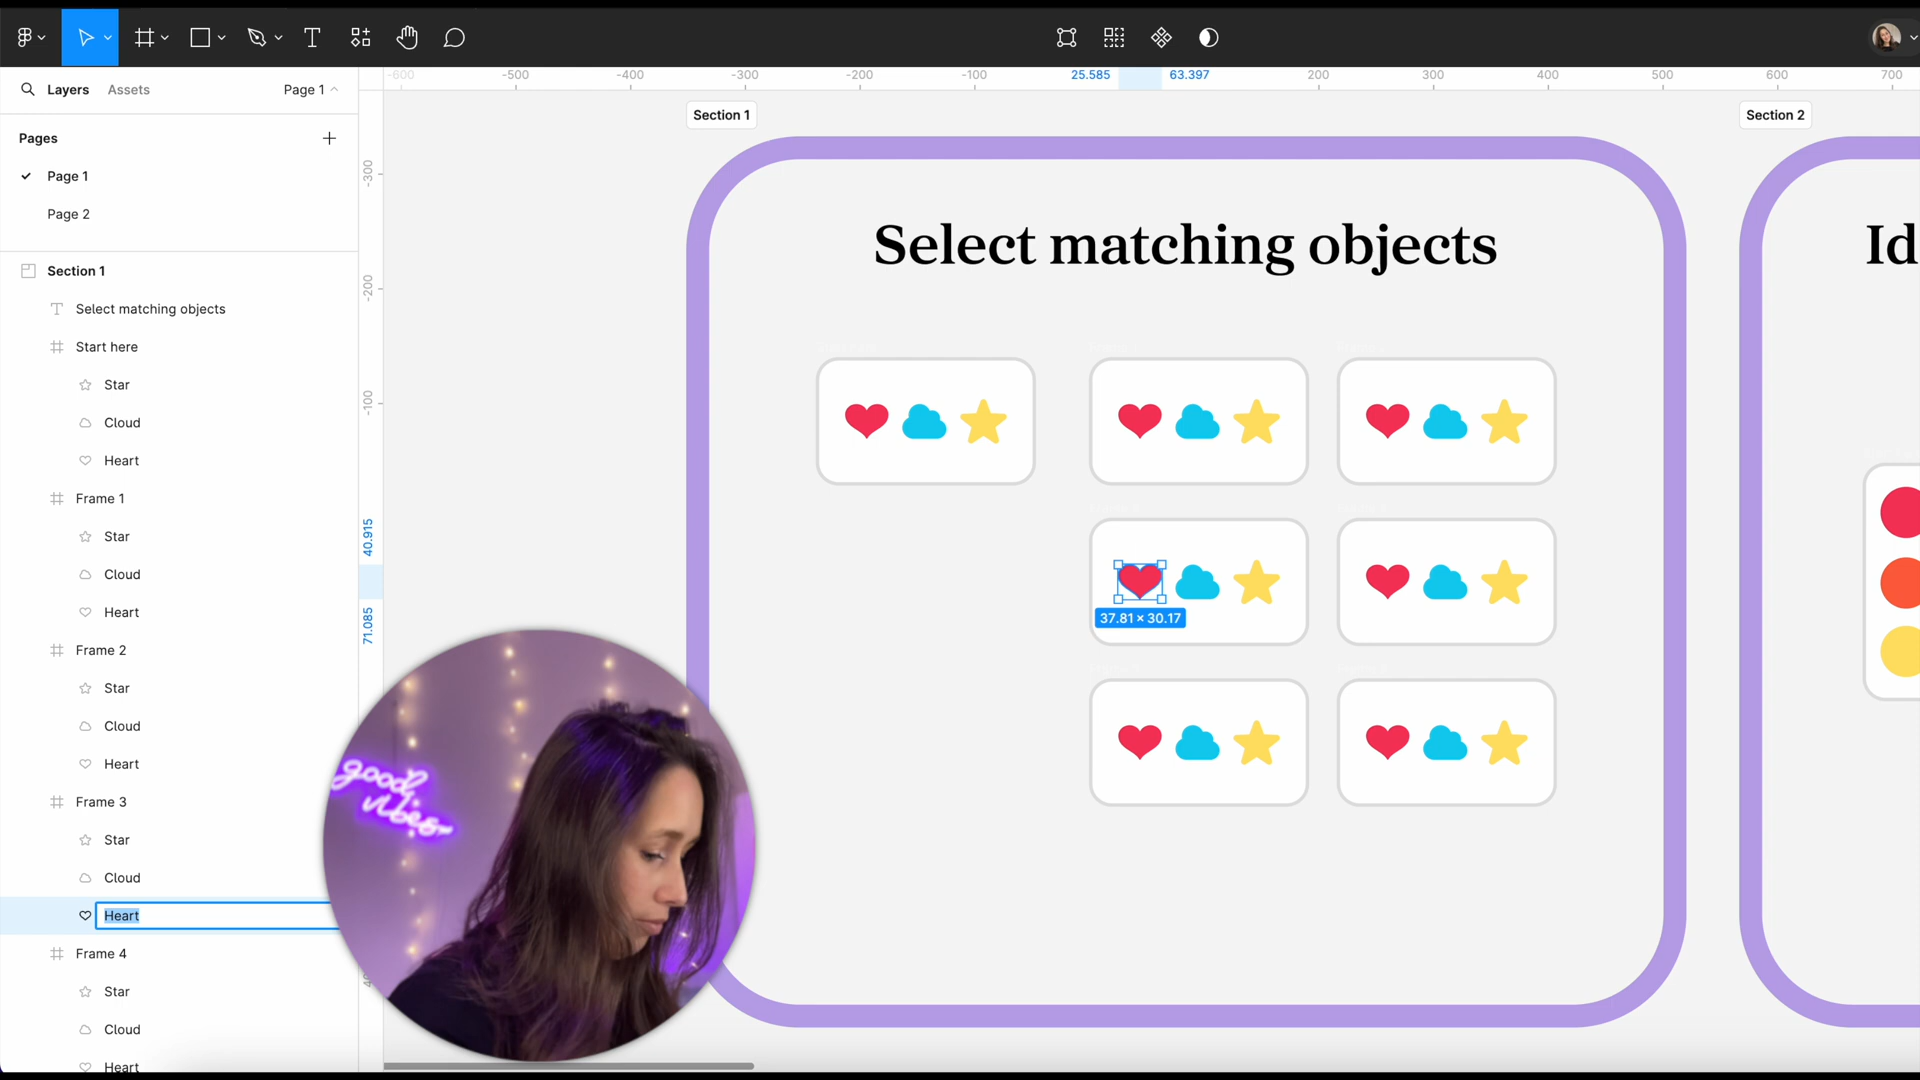 Layers Assets Page 1
-600 -500 -400 -300 -200 -100 25.585 63.397 200 300 400 500 600 700
Pages
Page 1
Page 2
Section 1
Select matching objects
Start here
Star
Cloud
Heart
Frame 1
Star
Cloud
Heart
Frame 2
Star
Cloud
Heart
Frame 3
Star
Cloud
Heart
Frame 4
Star
Cloud
Heart
-300
-200
-100
40.915
71.085
Section 1
Section 2
Select matching objects
Id
37.81 × 30.17
good
vibes